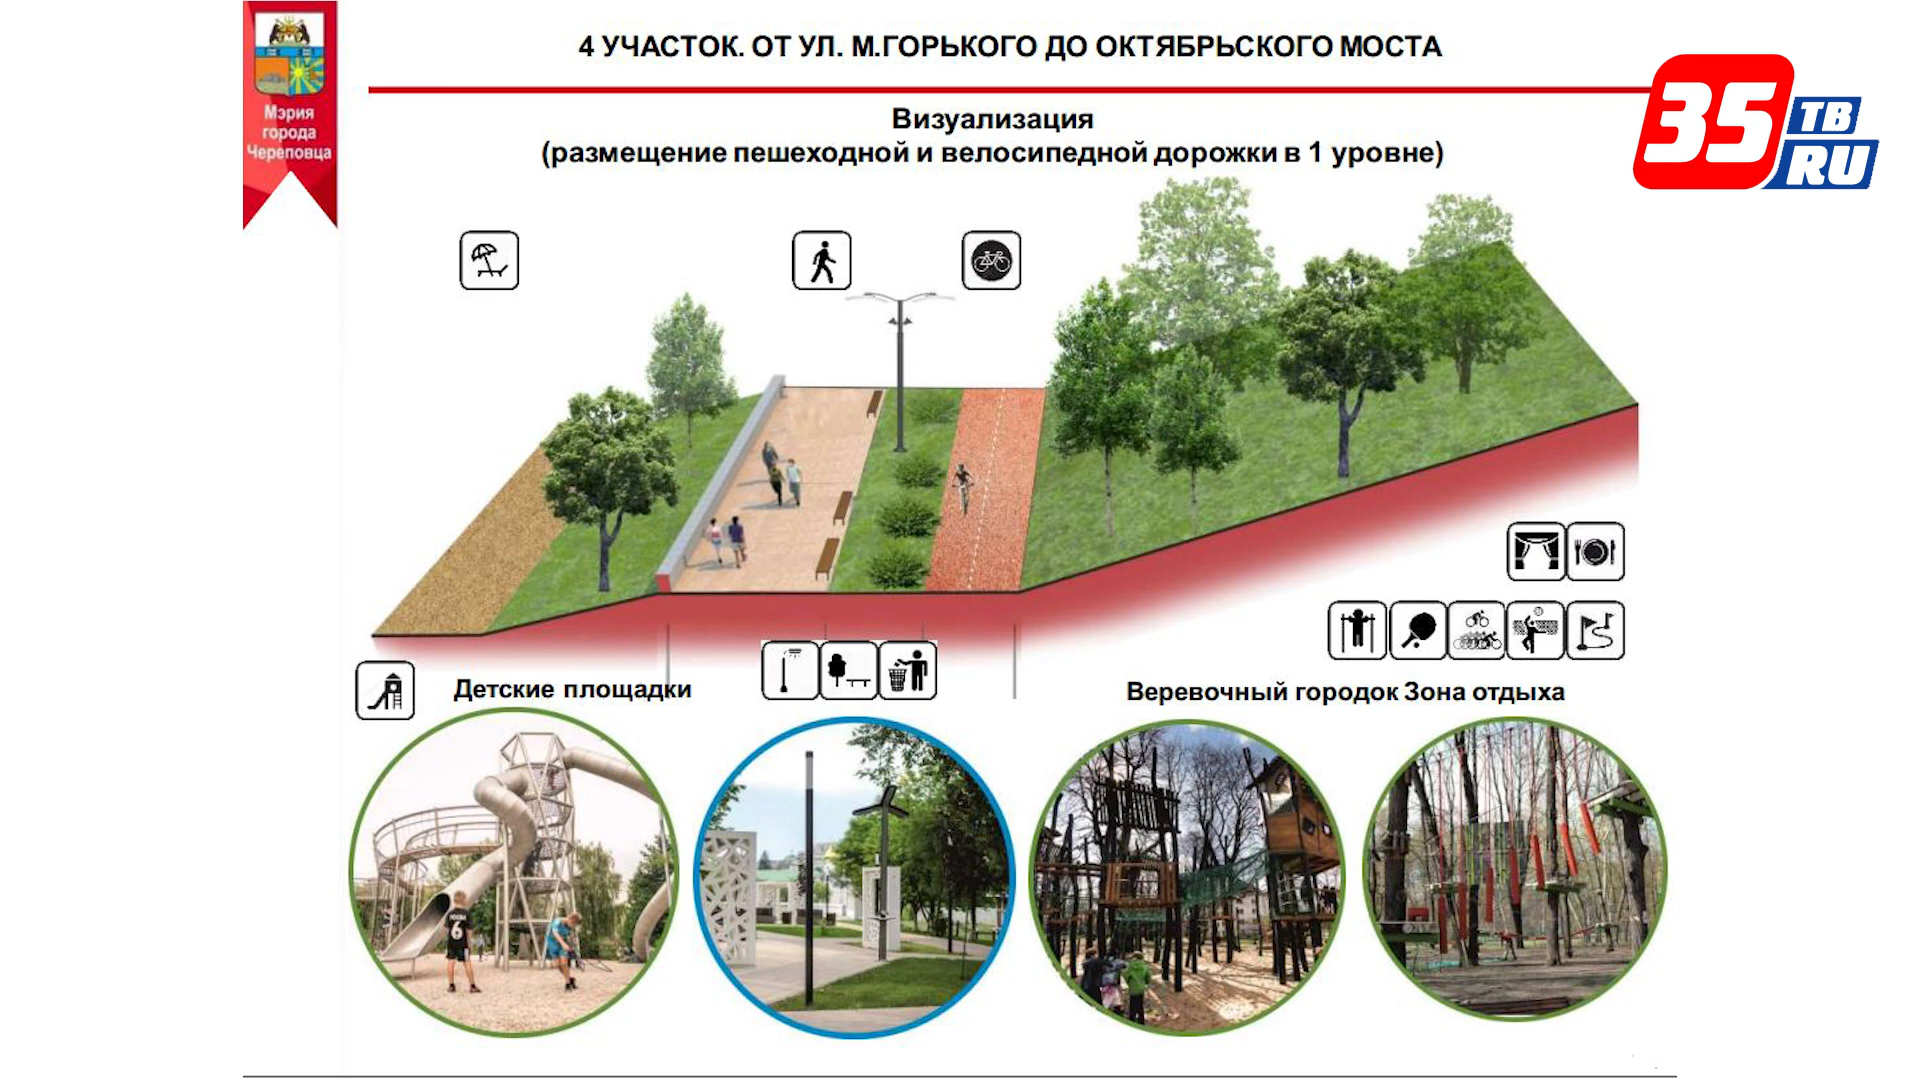 4 УЧАСТОК. ОТ УЛ. М.ГОРЬКОГО ДО ОКТЯБРЬСКОГО МОСТА
Мэрия
города
Череповца
35
ТВ
RU
Визуализация
(размещение пешеходной и велосипедной дорожки в 1 уровне)
Детские площадки
Веревочный городок Зона отдыха
6